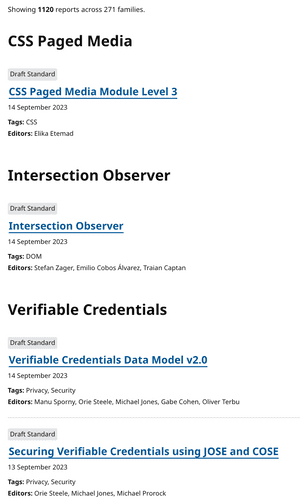 Showing 1120 reports across 271 families.
CSS Paged Media
Draft Standard
CSS Paged Media Module Level 3
14 September 2023
Tags: CSS
Editors: Elika Etemad
Intersection Observer
Draft Standard
Intersection Observer
14 September 2023
Tags: DOM
Editors: Stefan Zager, Emilio Cobos Álvarez, Traian Captan
Verifiable Credentials
Draft Standard
Verifiable Credentials Data Model v2.0
14 September 2023
Tags: Privacy, Security
Editors: Manu Sporny, Orie Steele, Michael Jones, Gabe Cohen, Oliver Terbu
Draft Standard
Securing Verifiable Credentials using JOSE and COSE
13 September 2023
Tags: Privacy, Security
Editors: Orie Steele, Michael Jones, Michael Prorock